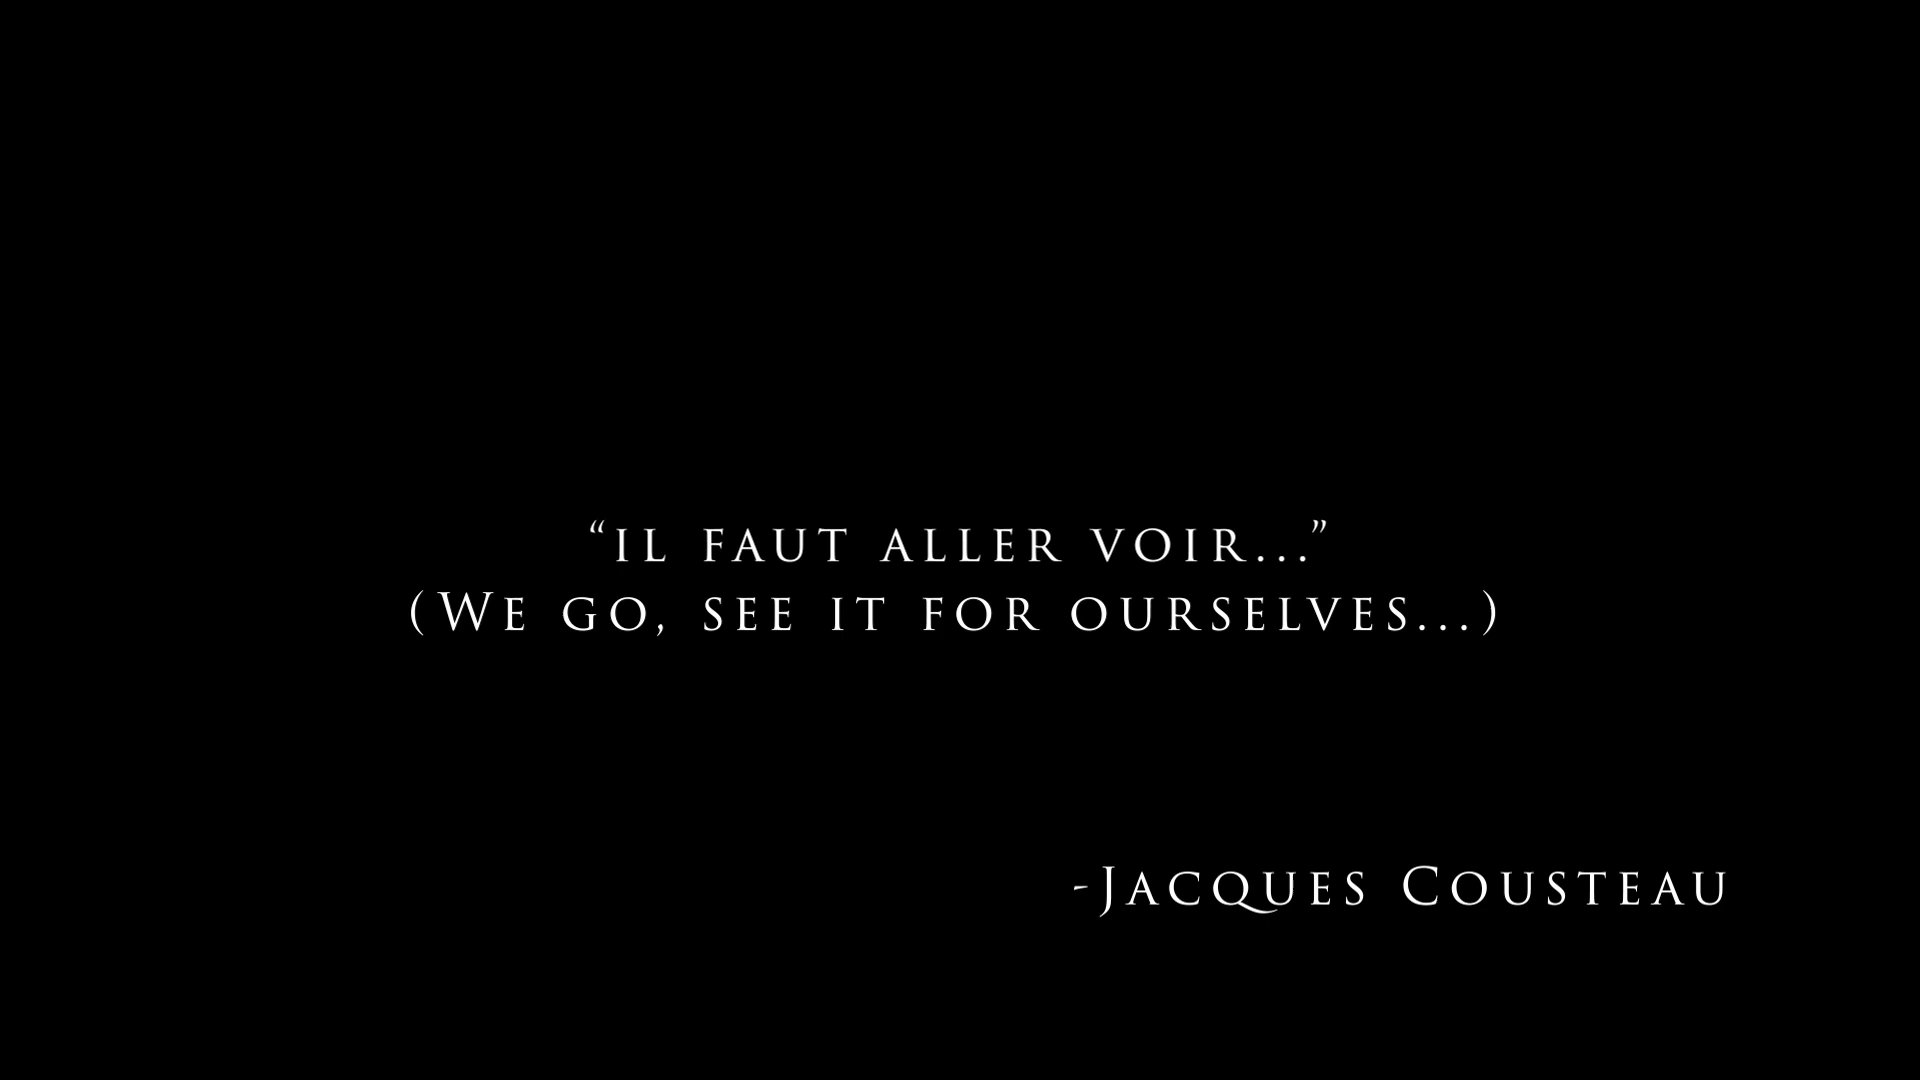 “il faut aller voir...”
(We go, see it for ourselves...)
-Jacques Cousteau